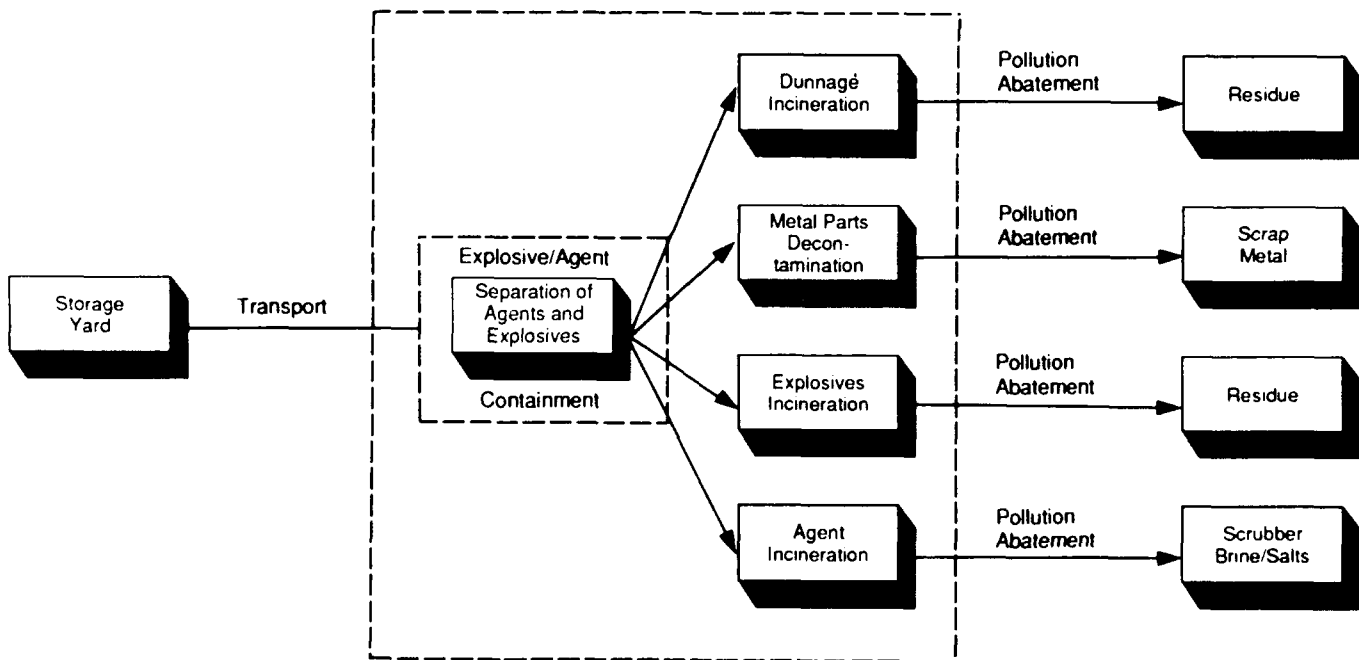 Dunnagé
Incineration
Pollution
Abatement
Residue
Metal Parts
Decon-
tamination
Pollution
Abatement
Scrap
Metal
Storage
Yard
Transport
Explosive/Agent
Separation of
Agents and
Explosives
Containment
Explosives
Incineration
Pollution
Abatement
Residue
Agent
Incineration
Pollution
Abatement
Scrubber
Brine/Salts